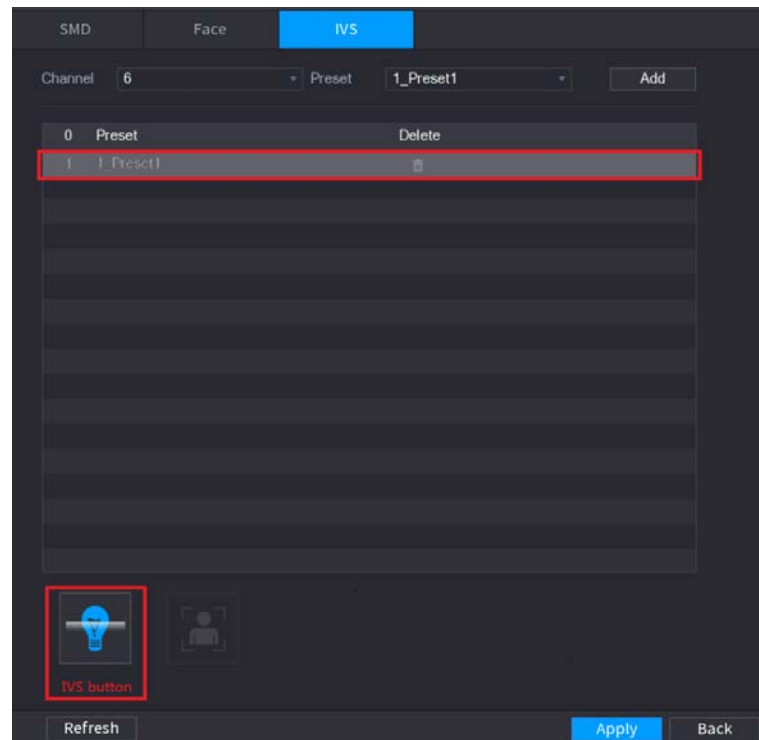 SMD Face IVS
Channel 6 Preset 1_Preset1 Add
0 Preset Delete
1 1_Preset1
IVS button
Refresh Apply Back